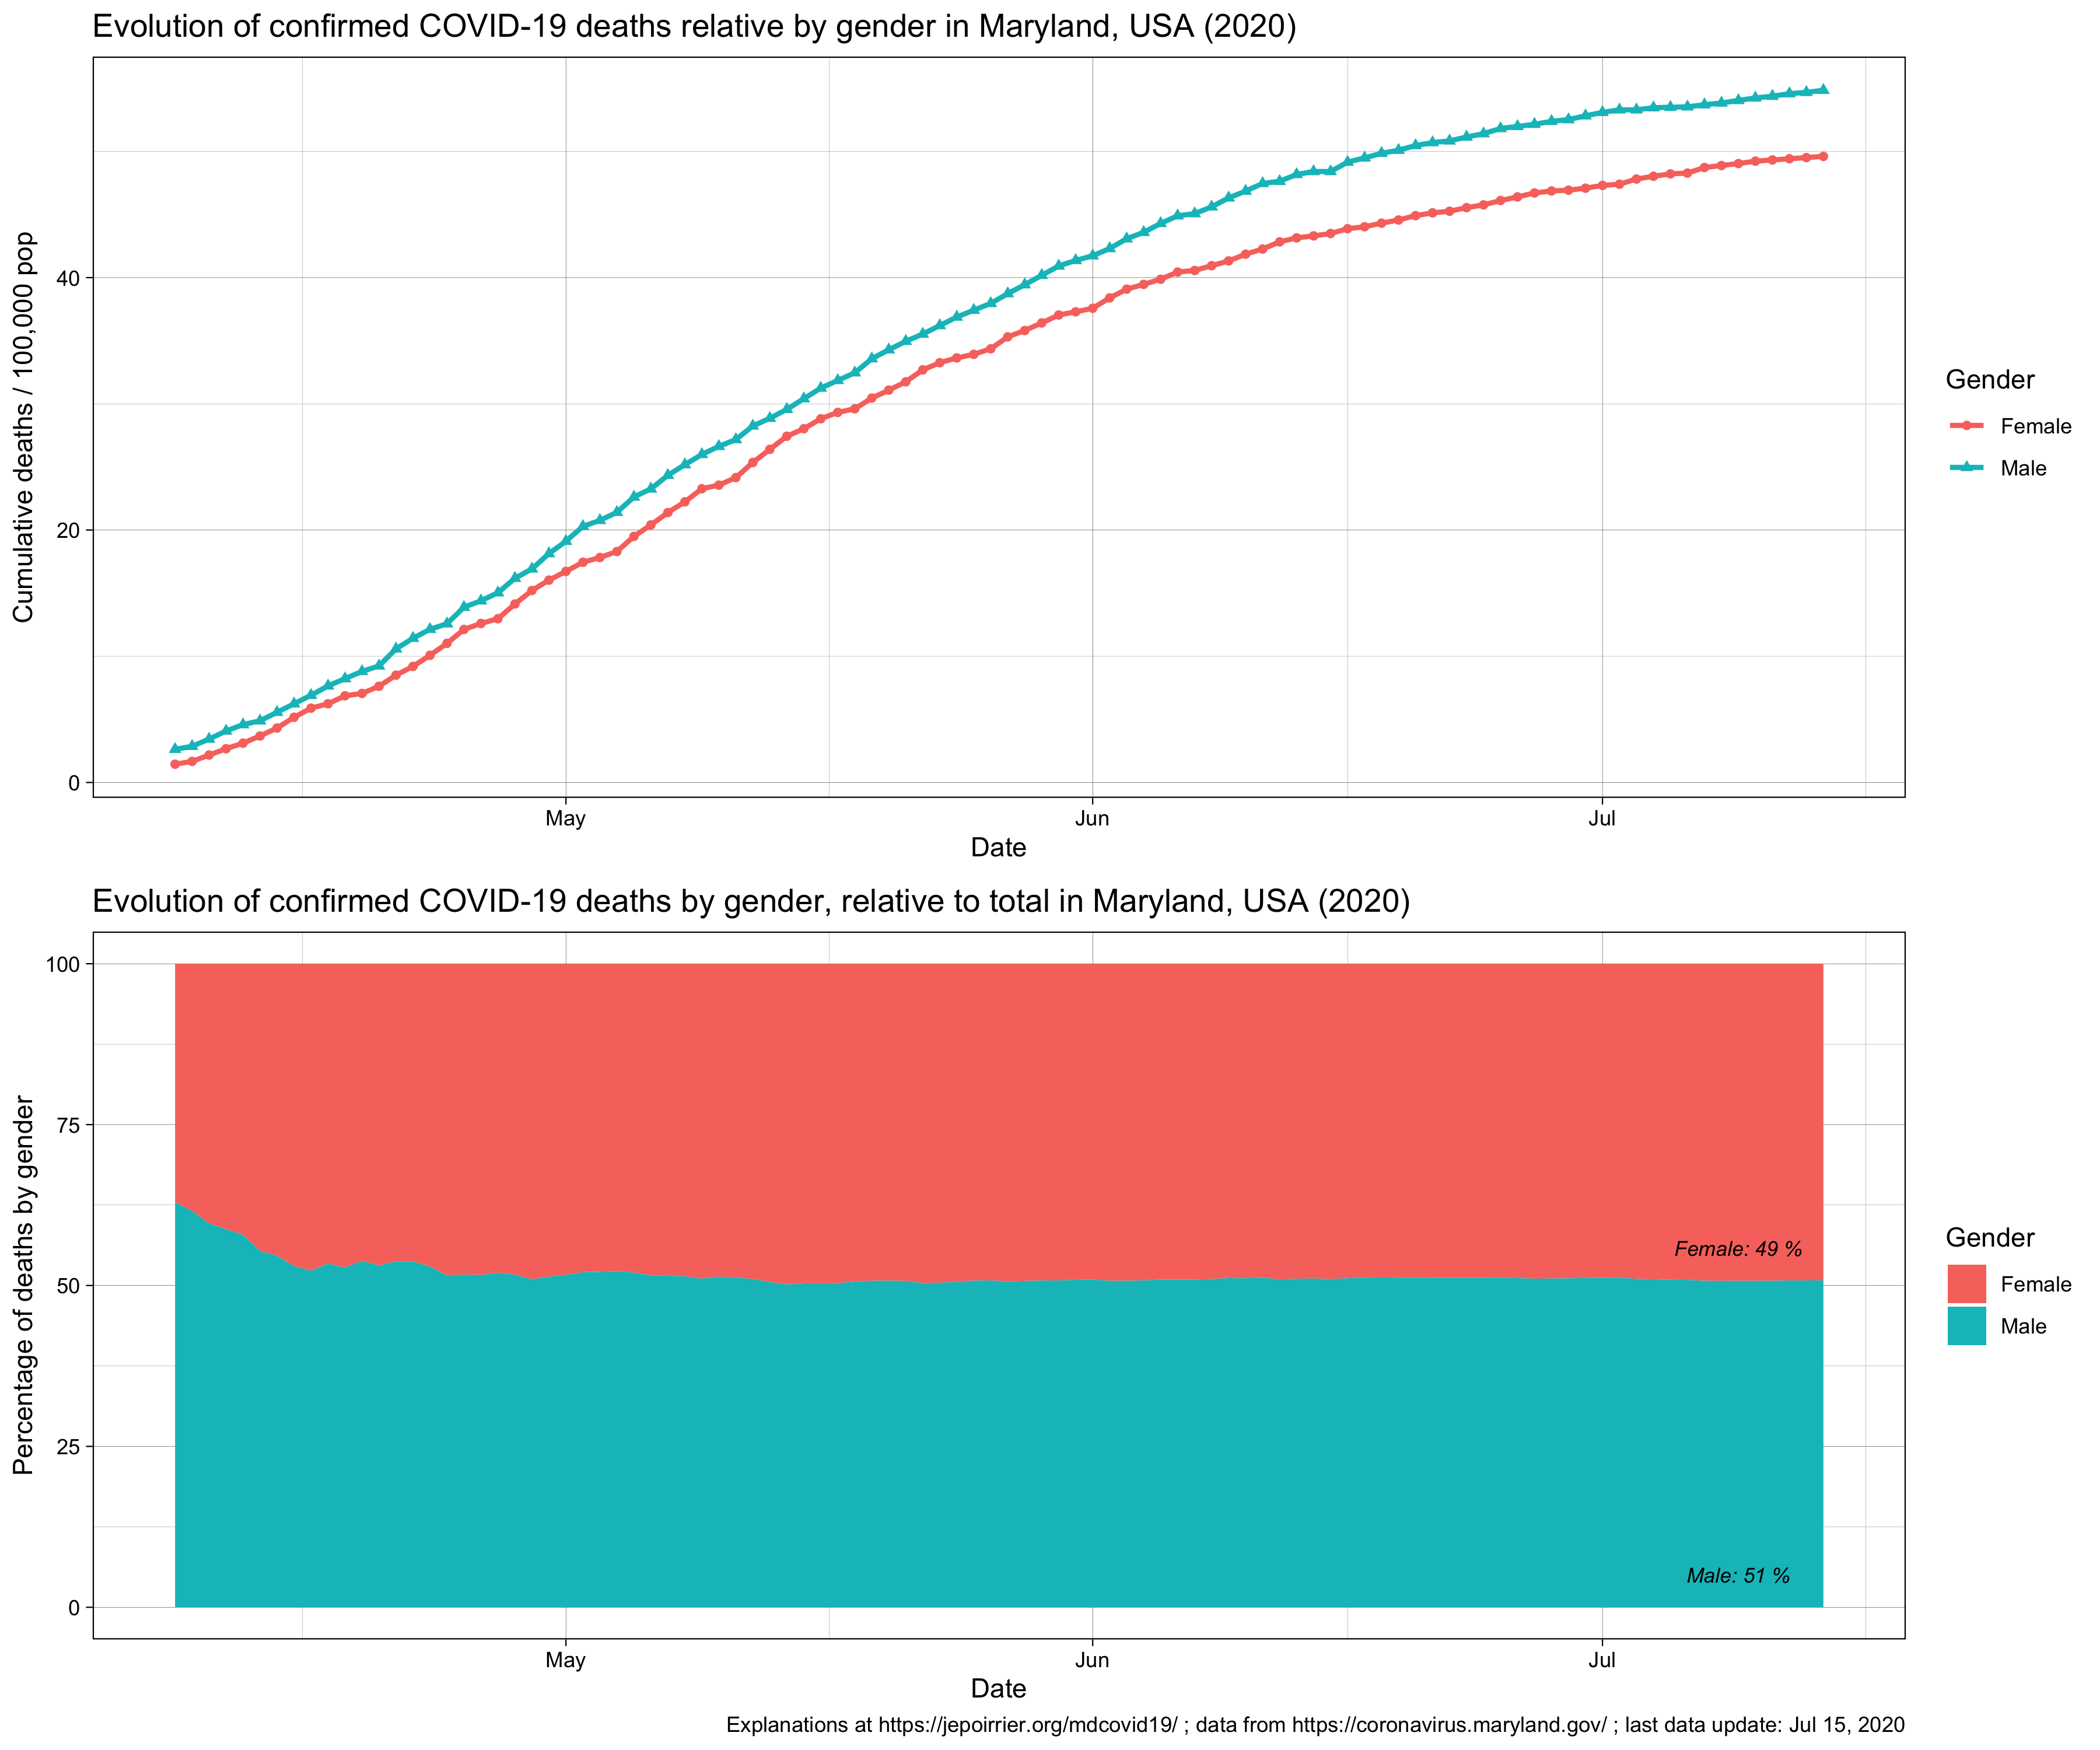 Evolution of confirmed COVID-19 deaths relative by gender in Maryland, USA (2020)
Cumulative deaths / 100,000 pop
40
20
0
May
Jun
Jul
Date
Gender
Female
Male
Evolution of confirmed COVID-19 deaths by gender, relative to total in Maryland, USA (2020)
Percentage of deaths by gender
100
75
50
25
0
Female: 49 %
Male: 51 %
May
Jun
Jul
Date
Gender
Female
Male
Explanations at https://jepoirrier.org/mdcovid19/ ; data from https://coronavirus.maryland.gov/ ; last data update: Jul 15, 2020